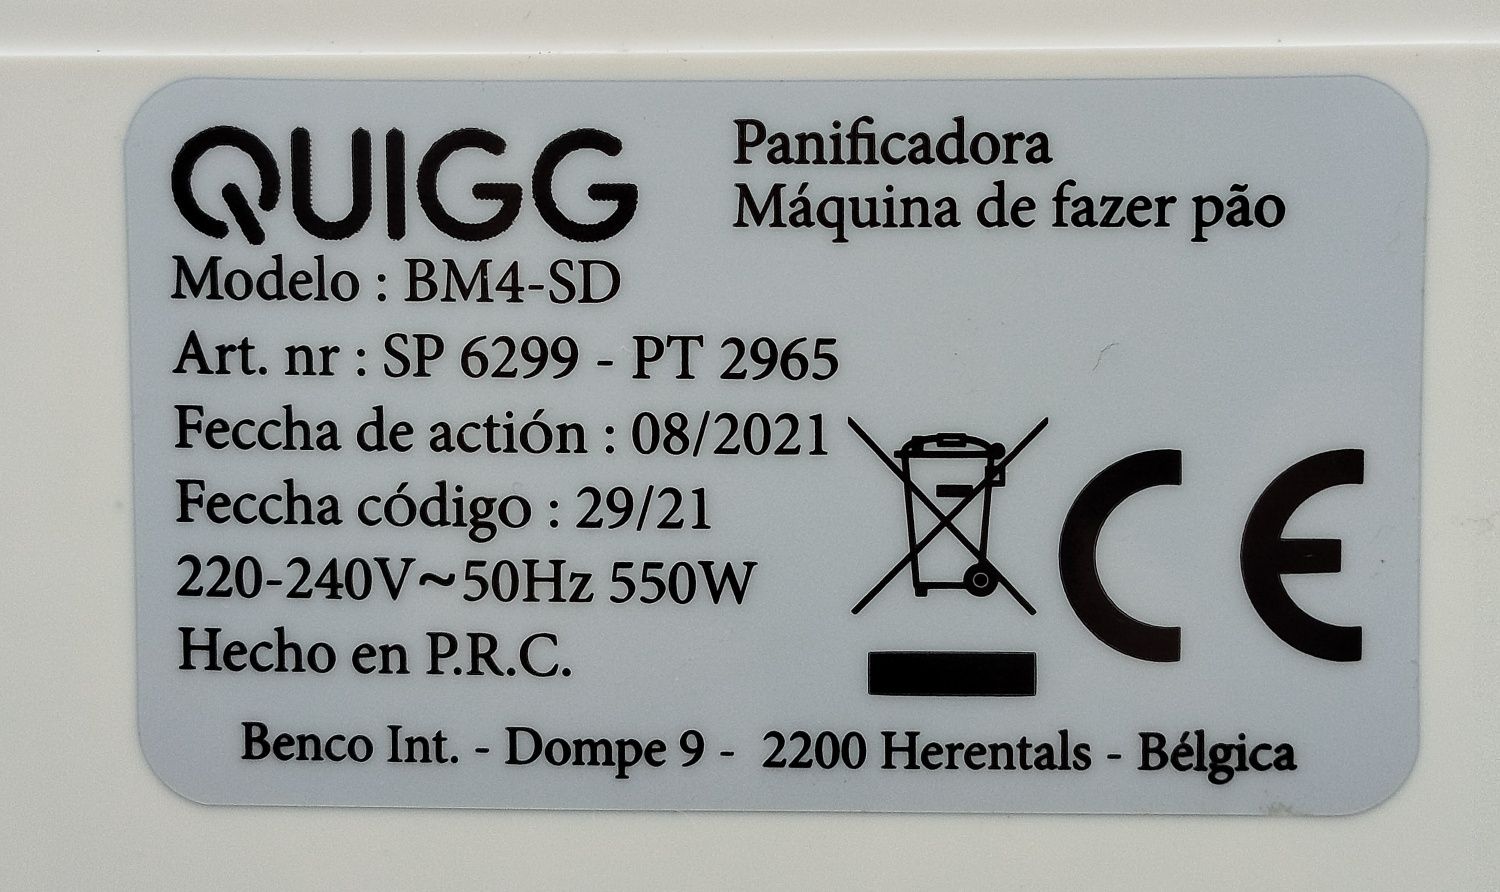 QUIGG
Panificadora
Máquina de fazer pão
Modelo : BM4-SD
Art. nr : SP 6299 - PT 2965
Feccha de actión : 08/2021
Feccha código : 29/21
220-240V~50Hz 550W
Hecho en P.R.C.
CE
Benco Int. - Dompe 9 - 2200 Herentals - Bélgica